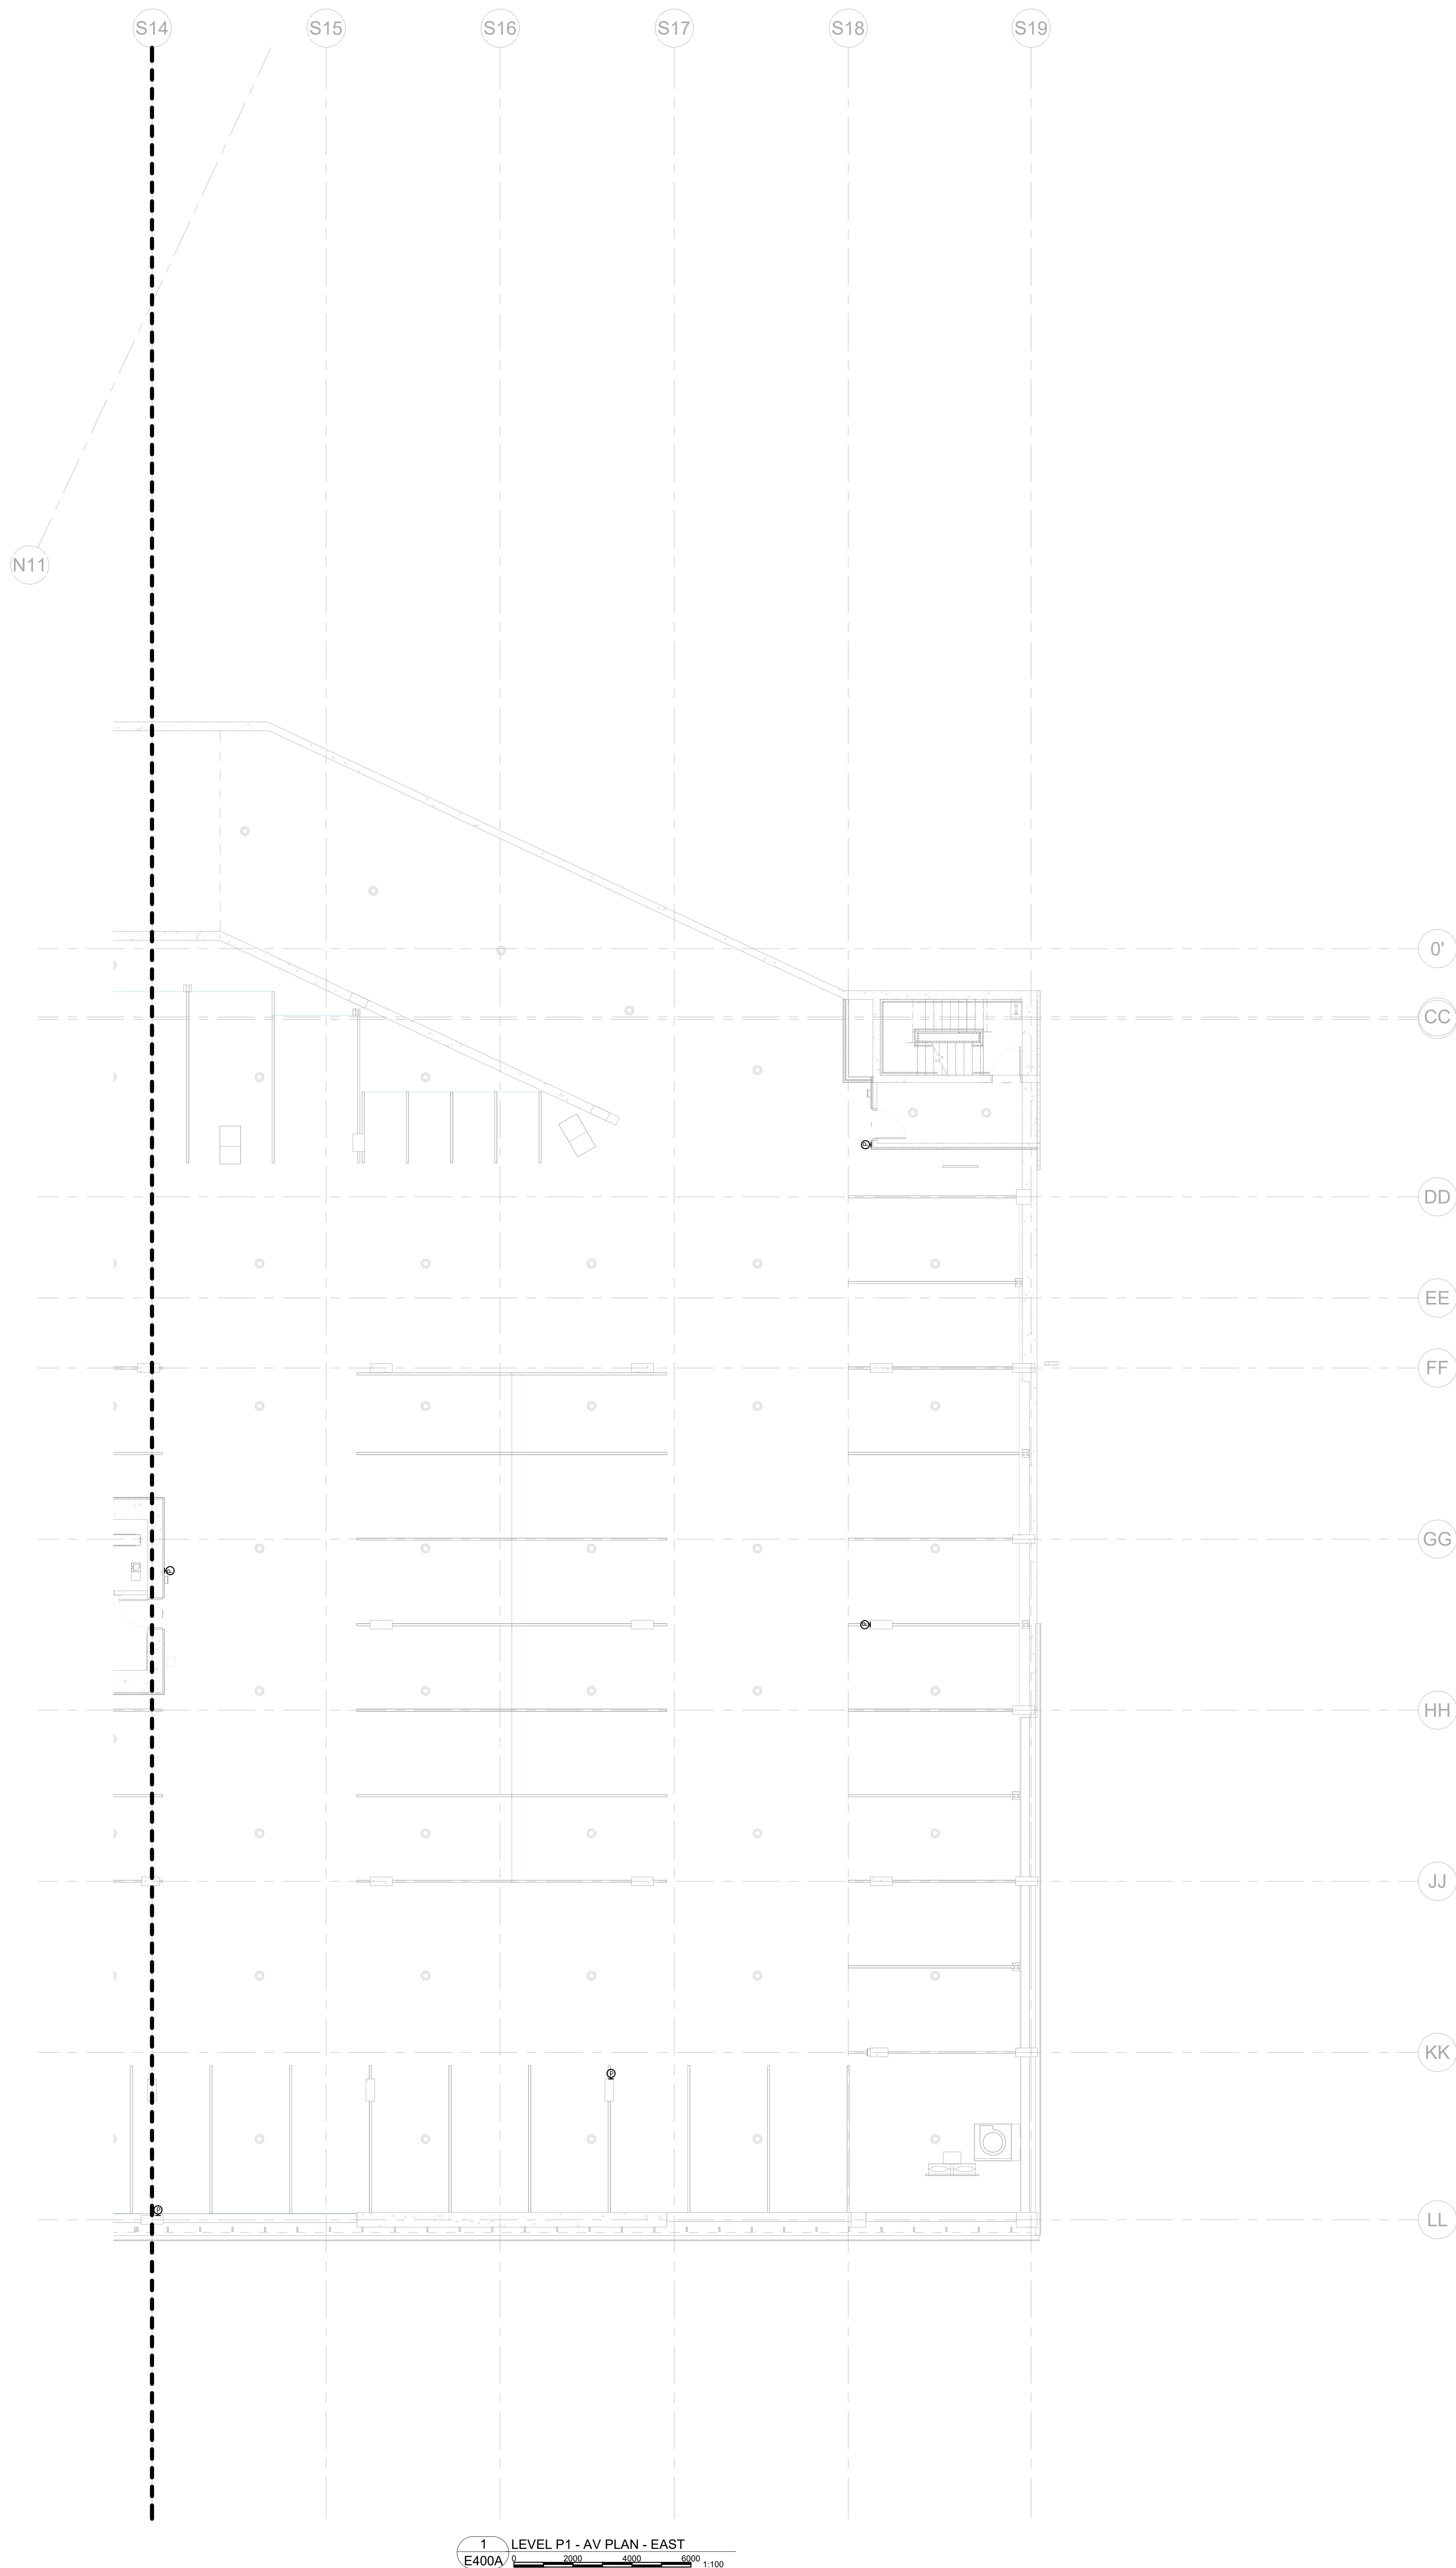 S14 S15 S16 S17 S18 S19
N11
0'
CC
DD
EE
FF
GG
HH
JJ
KK
LL
1 LEVEL P1 - AV PLAN - EAST
E400A 0 2000 4000 6000 1:100